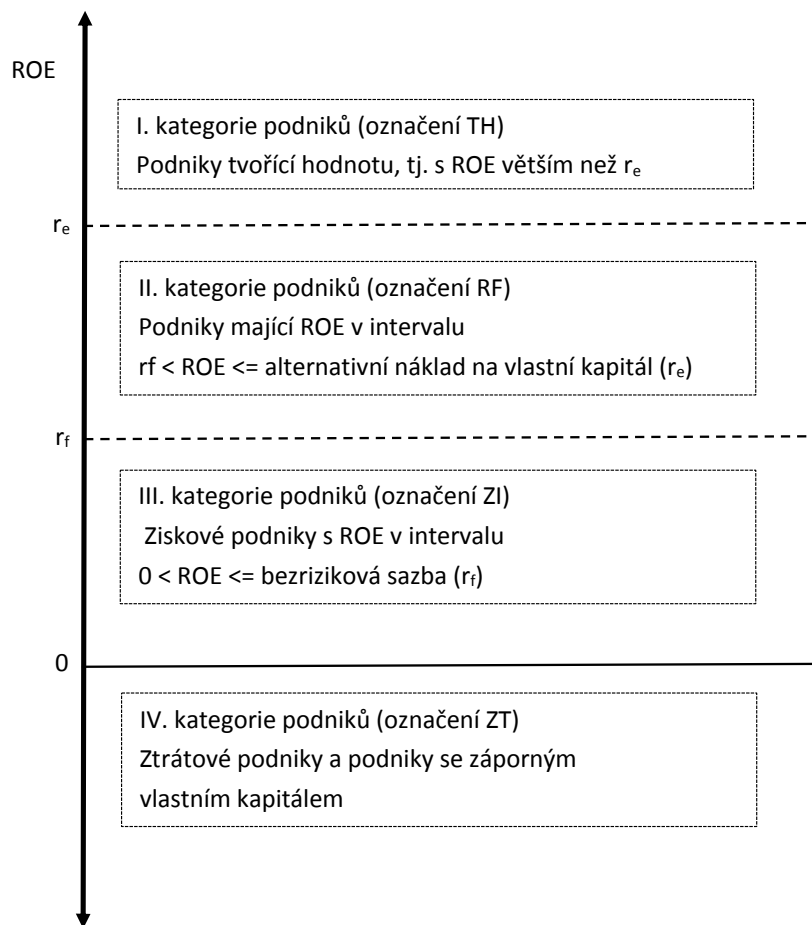 ROE
I. kategorie podniků (označení TH)
Podniky tvořící hodnotu, tj. s ROE větším než rₑ
rₑ
II. kategorie podniků (označení RF)
Podniky mající ROE v intervalu
rf < ROE <= alternativní náklad na vlastní kapitál (rₑ)
r_f
III. kategorie podniků (označení ZI)
Ziskové podniky s ROE v intervalu
0 < ROE <= bezriziková sazba (r_f)
0
IV. kategorie podniků (označení ZT)
Ztrátové podniky a podniky se záporným
vlastním kapitálem